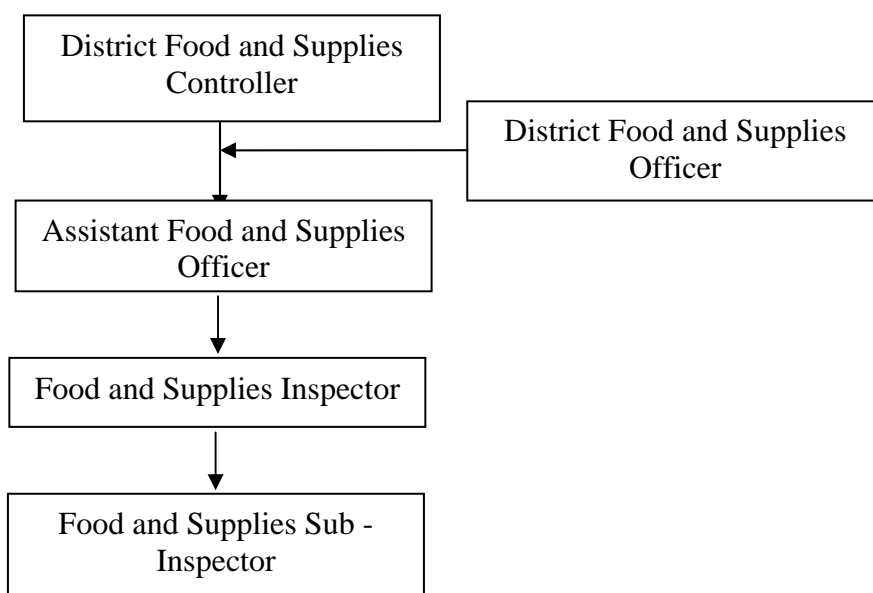 District Food and Supplies
Controller
District Food and Supplies
Officer
Assistant Food and Supplies
Officer
Food and Supplies Inspector
Food and Supplies Sub -
Inspector